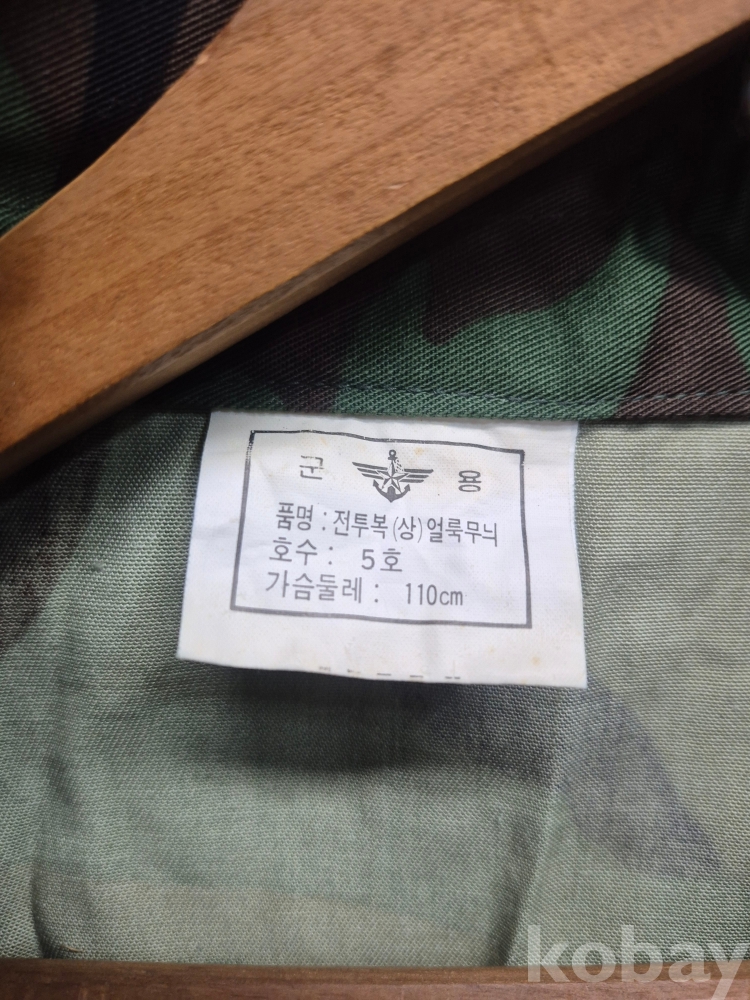 군 용
품명 : 전투복(상)얼룩무늬
호수 : 5호
가슴둘레 : 110cm
kobay